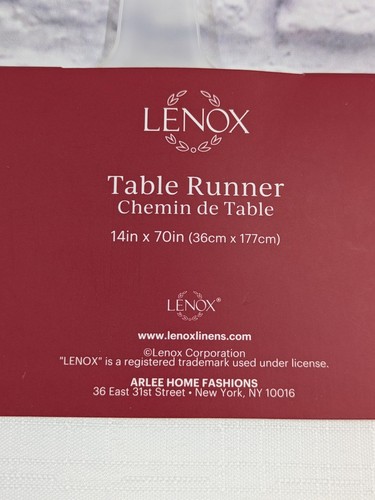 LENOX
Table Runner
Chemin de Table
14in x 70in (36cm x 177cm)
LENOX®
www.lenoxlinens.com
©Lenox Corporation
"LENOX" is a registered trademark used under license.
ARLEE HOME FASHIONS
36 East 31st Street • New York, NY 10016